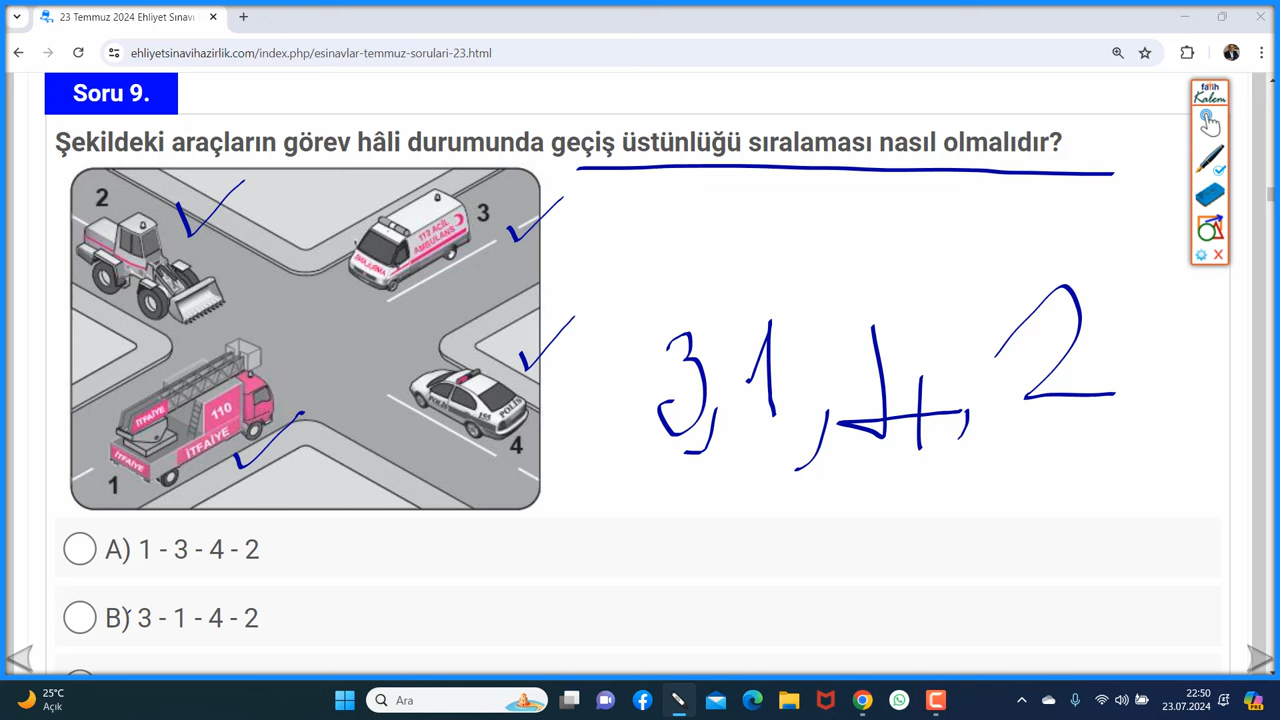 23 Temmuz 2024 Ehliyet Sınavı
ehliyetsinavihazirlik.com/index.php/esinavlar-temmuz-sorulari-23.html
Soru 9.
fatih
Kalem
Şekildeki araçların görev hâli durumunda geçiş üstünlüğü sıralaması nasıl olmalıdır?
2
3
112 ACİL
AMBULANS
AMBULANS
3, 1, 4, 2
İTFAİYE
110
İTFAİYE
İTFAİYE
1
POLİS
155
POLİS
4
A) 1 - 3 - 4 - 2
B) 3 - 1 - 4 - 2
25°C
Açık
Ara
22:50
23.07.2024